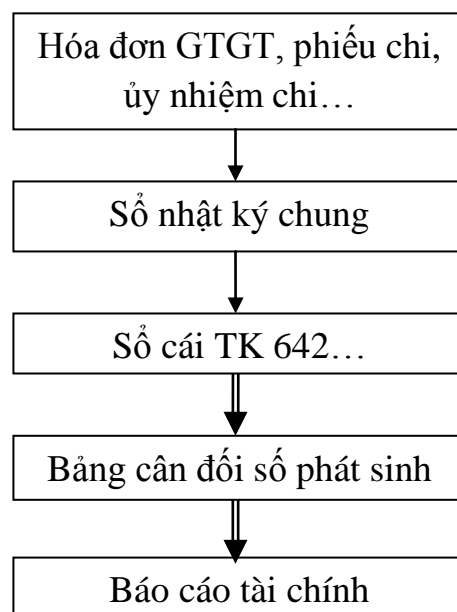 Hóa đơn GTGT, phiếu chi,
ủy nhiệm chi…
Sổ nhật ký chung
Sổ cái TK 642…
Bảng cân đối số phát sinh
Báo cáo tài chính